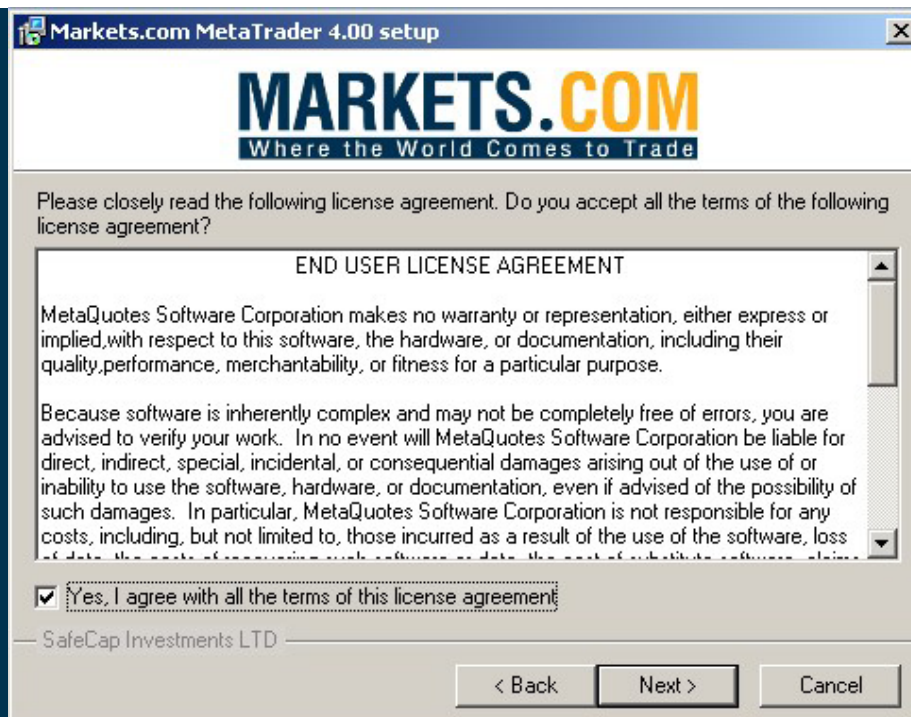 Markets.com MetaTrader 4.00 setup
MARKETS.COM
Where the World Comes to Trade
Please closely read the following license agreement. Do you accept all the terms of the following
license agreement?
END USER LICENSE AGREEMENT
MetaQuotes Software Corporation makes no warranty or representation, either express or
implied,with respect to this software, the hardware, or documentation, including their
quality,performance, merchantability, or fitness for a particular purpose.
Because software is inherently complex and may not be completely free of errors, you are
advised to verify your work.  In no event will MetaQuotes Software Corporation be liable for
direct, indirect, special, incidental, or consequential damages arising out of the use of or
inability to use the software, hardware, or documentation, even if advised of the possibility of
such damages.  In particular, MetaQuotes Software Corporation is not responsible for any
costs, including, but not limited to, those incurred as a result of the use of the software, loss
Yes, I agree with all the terms of this license agreement
SafeCap Investments LTD
< Back
Next >
Cancel